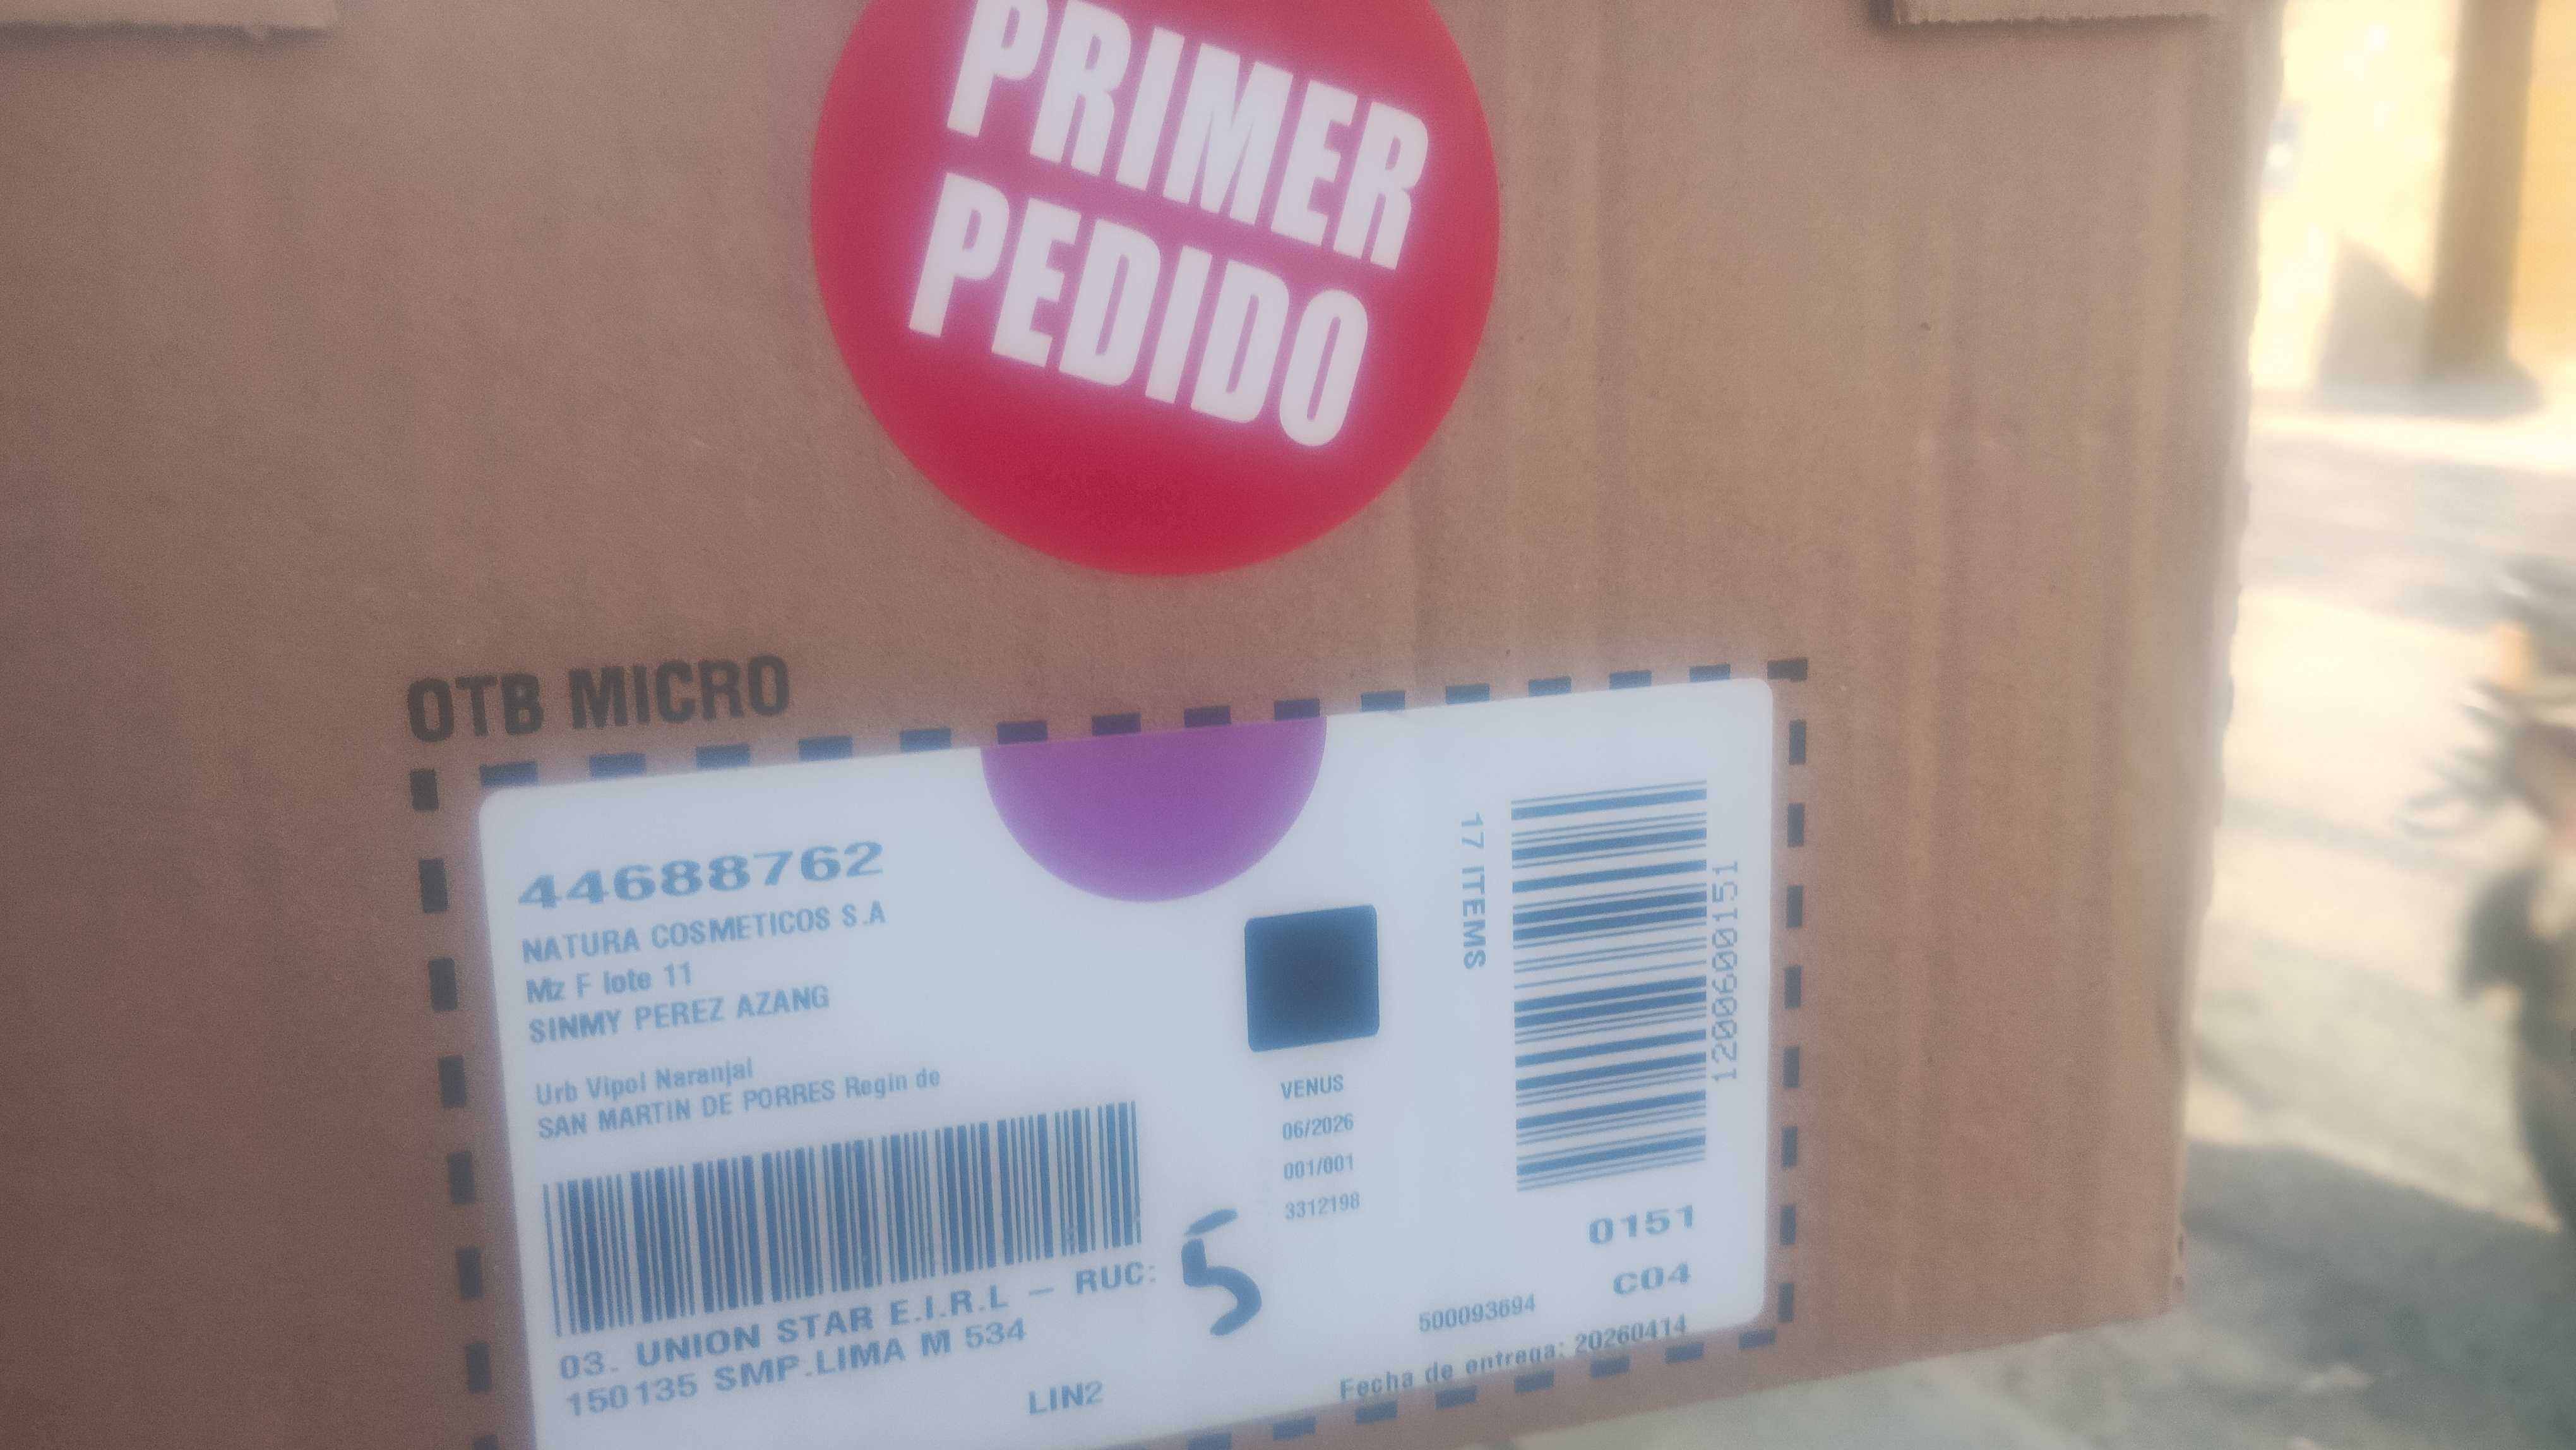 PRIMER
PEDIDO
OTB MICRO
44688762
NATURA COSMETICOS S.A
Mz F lote 11
SINMY PEREZ AZANG
Urb Vipol Naranjal
SAN MARTIN DE PORRES Regin de
03. UNION STAR E.I.R.L – RUC:
150135 SMP.LIMA M 534
LIN2
5
VENUS
06/2026
001/001
3312198
17 ITEMS
120060015​1
0151
C04
500093694
Fecha de entrega: 20260414